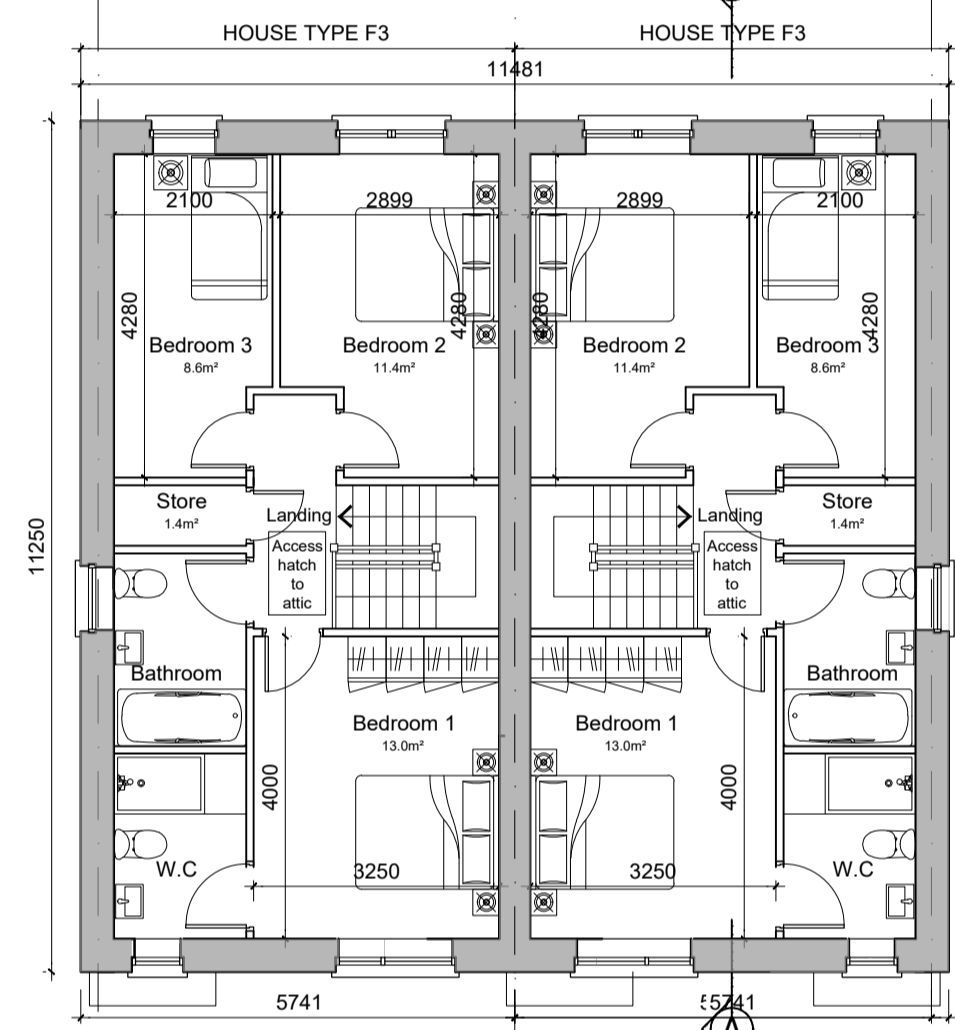 HOUSE TYPE F3 HOUSE TYPE F3
11481
2100 2899 2899 2100
4280 4280 4280 4280
Bedroom 3 Bedroom 2 Bedroom 2 Bedroom 3
8.6m² 11.4m² 11.4m² 8.6m²
Store Store
1.4m² 1.4m²
Landing Landing
11250
Access Access
hatch hatch
to to
attic attic
Bathroom Bathroom
Bedroom 1 Bedroom 1
13.0m² 13.0m²
4000 4000
W.C 3250 3250 W.C
5741 5741
A